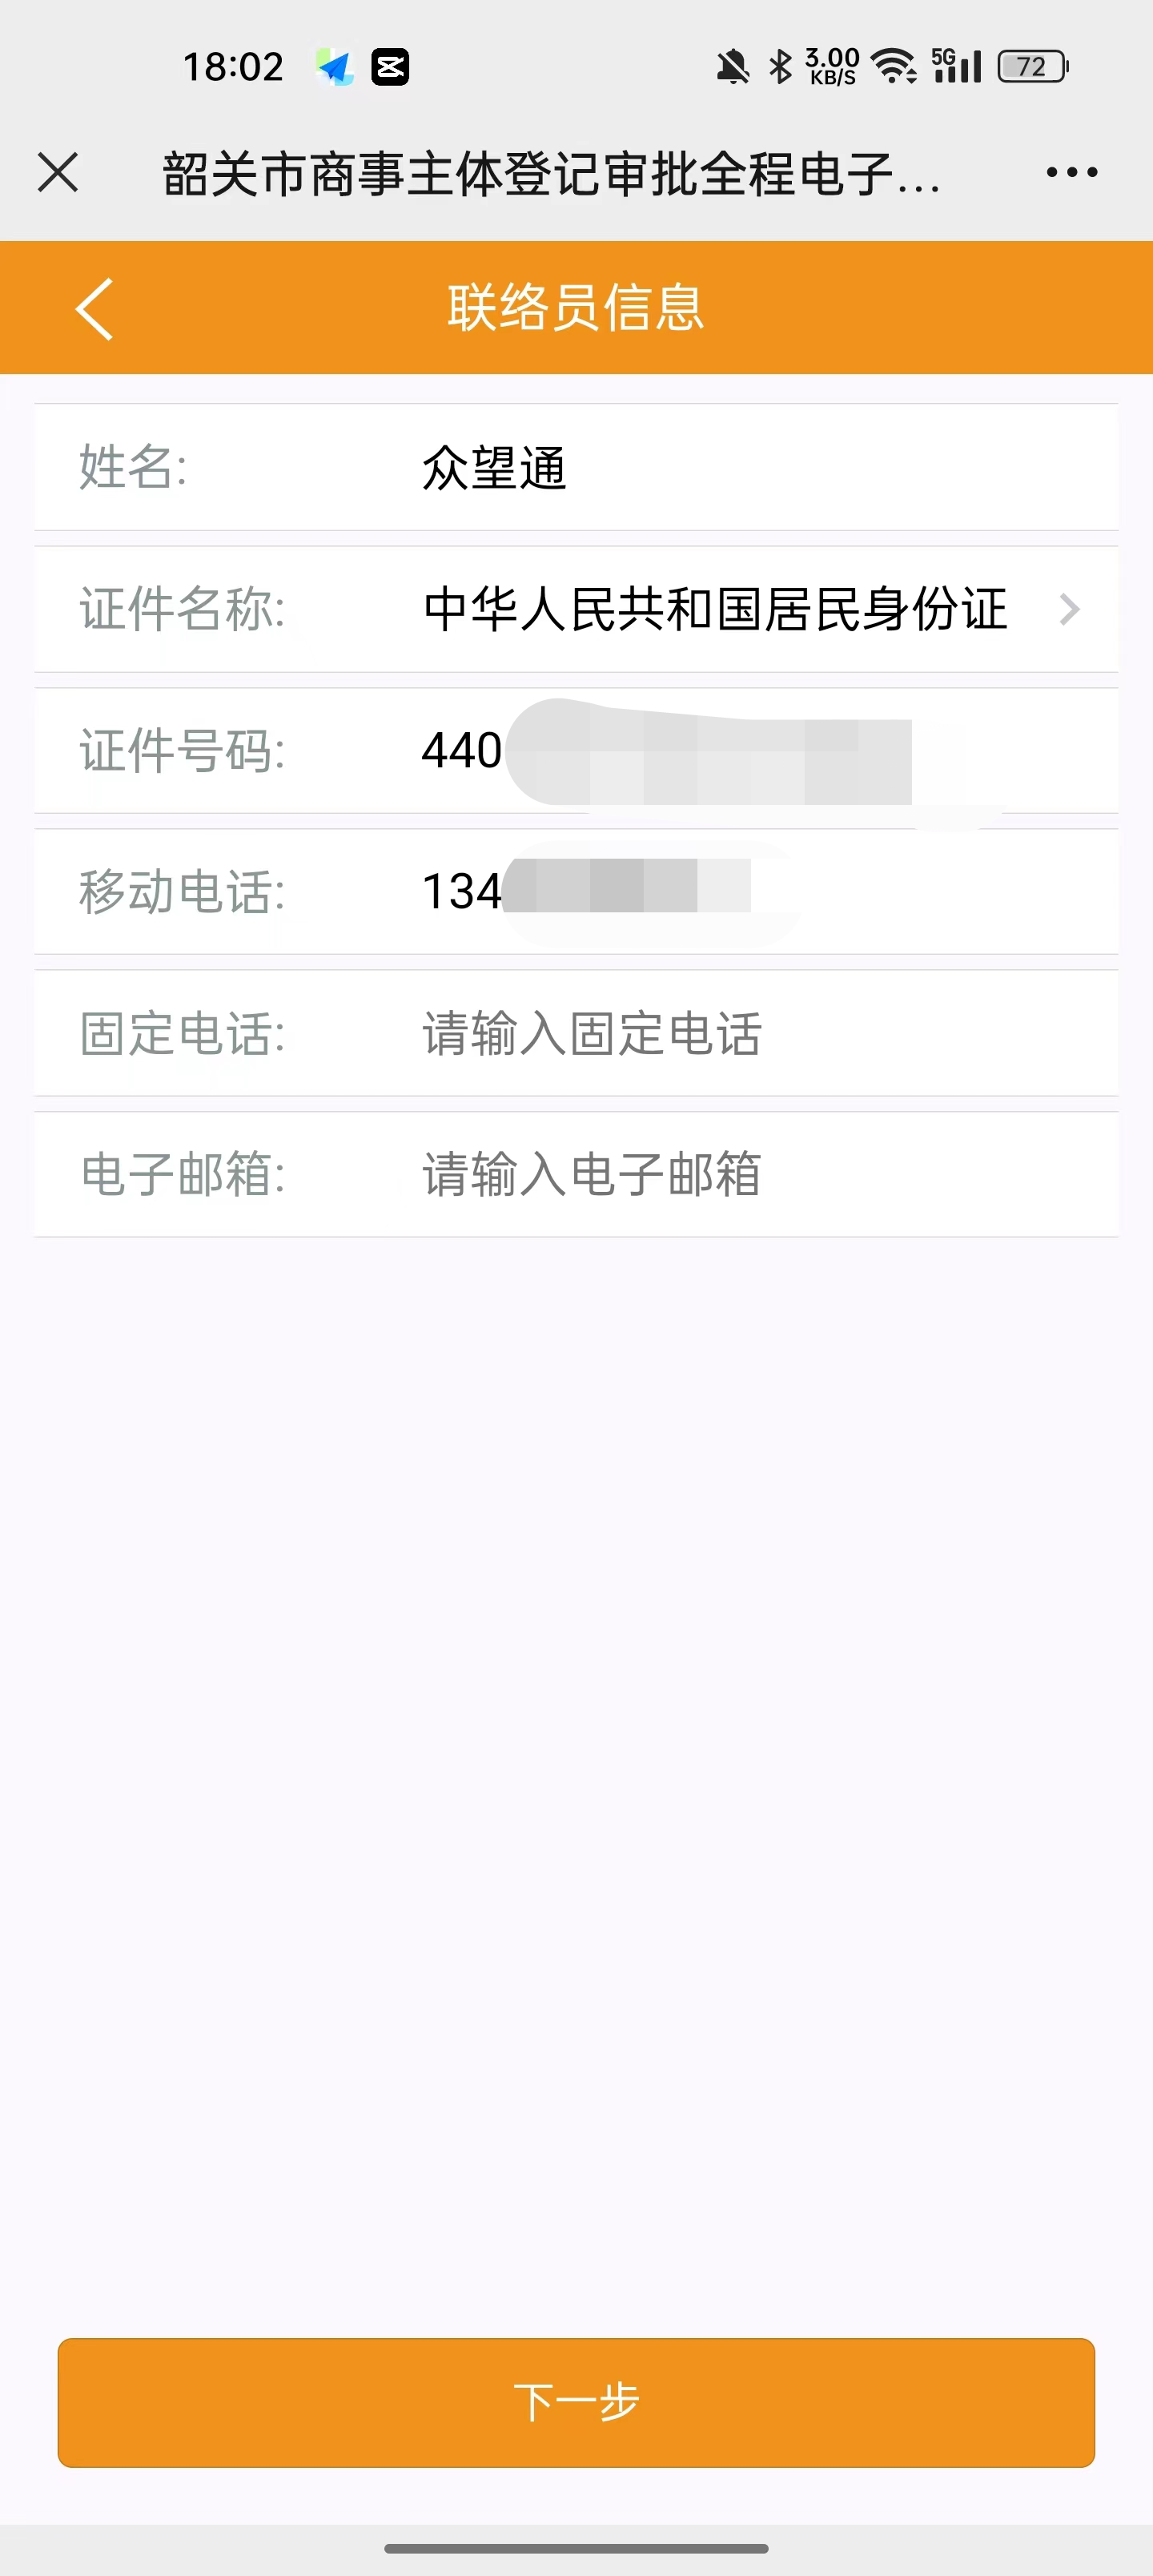 18:02
3.00
KB/S
5G
72
韶关市商事主体登记审批全程电子...
联络员信息
姓名: 众望通
证件名称: 中华人民共和国居民身份证
证件号码: 440
移动电话: 134
固定电话: 请输入固定电话
电子邮箱: 请输入电子邮箱
下一步